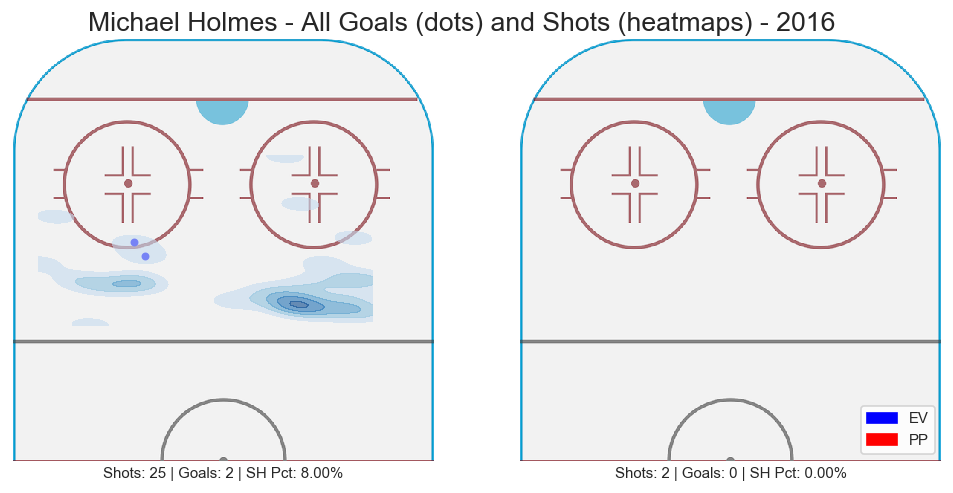 Michael Holmes - All Goals (dots) and Shots (heatmaps) - 2016
EV
PP
Shots: 25 | Goals: 2 | SH Pct: 8.00%
Shots: 2 | Goals: 0 | SH Pct: 0.00%